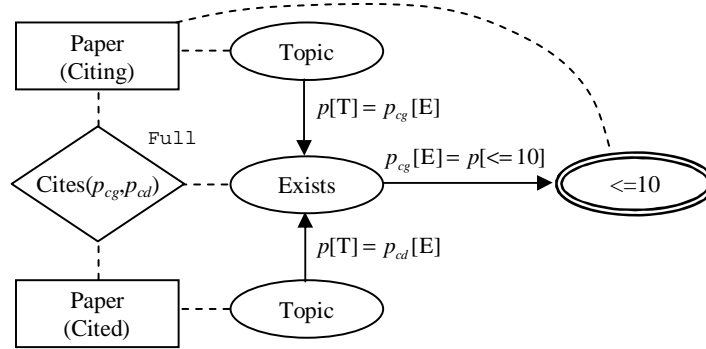 Paper
(Citing)
Topic
p[T] = p_cg[E]
Full
p_cg[E] = p[<=10]
Cites(p_cg,p_cd)
Exists
<=10
p[T] = p_cd[E]
Paper
(Cited)
Topic